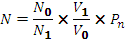 N = N₀/N₁ × V₁/V₀ × Pₙ